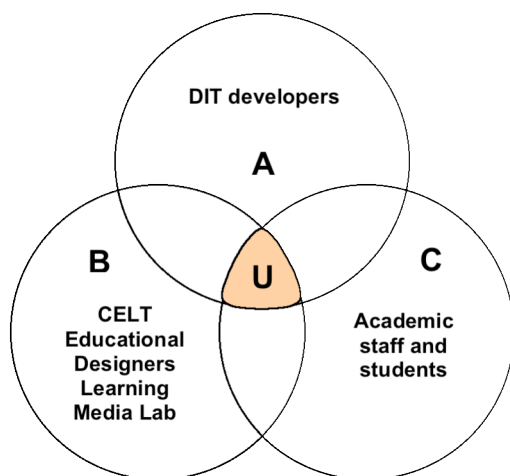 DIT developers
A
B
C
U
CELT
Educational
Designers
Learning
Media Lab
Academic
staff and
students